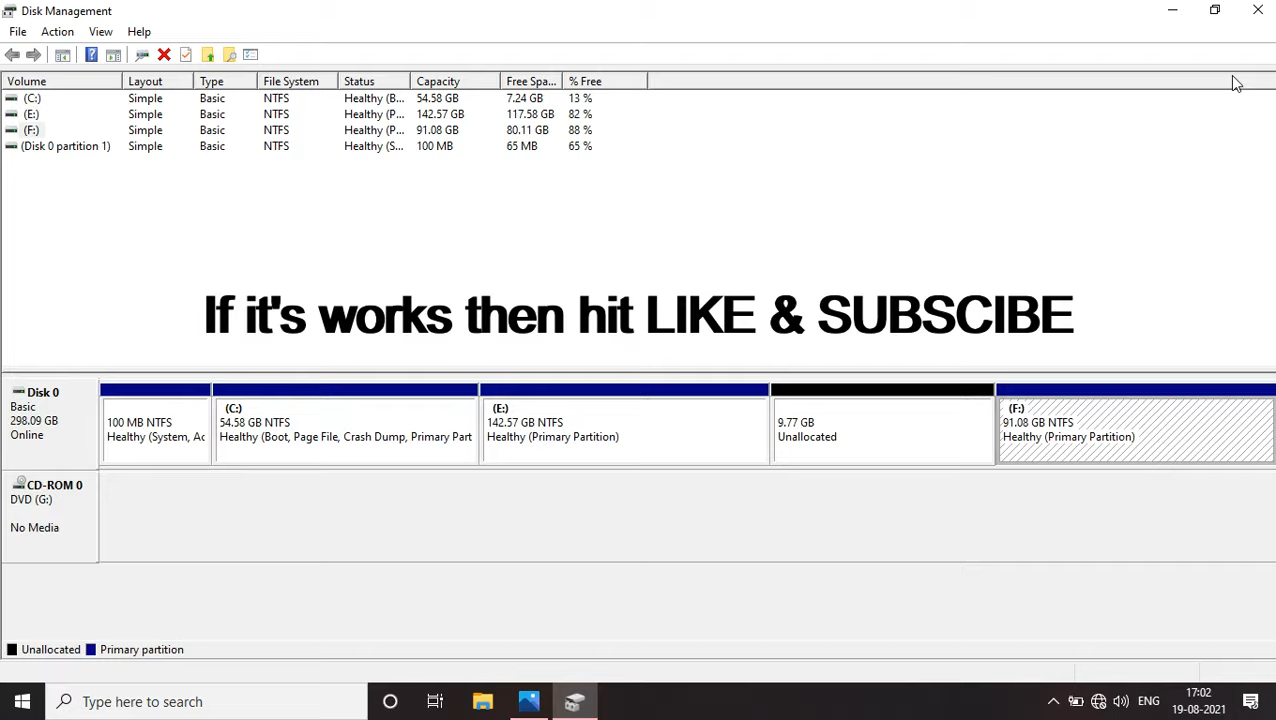 Disk Management
File Action View Help
Volume Layout Type File System Status Capacity Free Spa... % Free
(C:) Simple Basic NTFS Healthy (B... 54.58 GB 7.24 GB 13 %
(E:) Simple Basic NTFS Healthy (P... 142.57 GB 117.58 GB 82 %
(F:) Simple Basic NTFS Healthy (P... 91.08 GB 80.11 GB 88 %
(Disk 0 partition 1) Simple Basic NTFS Healthy (S... 100 MB 65 MB 65 %
If it's works then hit LIKE & SUBSCIBE
Disk 0
Basic
298.09 GB
Online
100 MB NTFS
Healthy (System, Ac
(C:)
54.58 GB NTFS
Healthy (Boot, Page File, Crash Dump, Primary Part
(E:)
142.57 GB NTFS
Healthy (Primary Partition)
9.77 GB
Unallocated
(F:)
91.08 GB NTFS
Healthy (Primary Partition)
CD-ROM 0
DVD (G:)
No Media
Unallocated Primary partition
Type here to search
ENG
17:02
19-08-2021